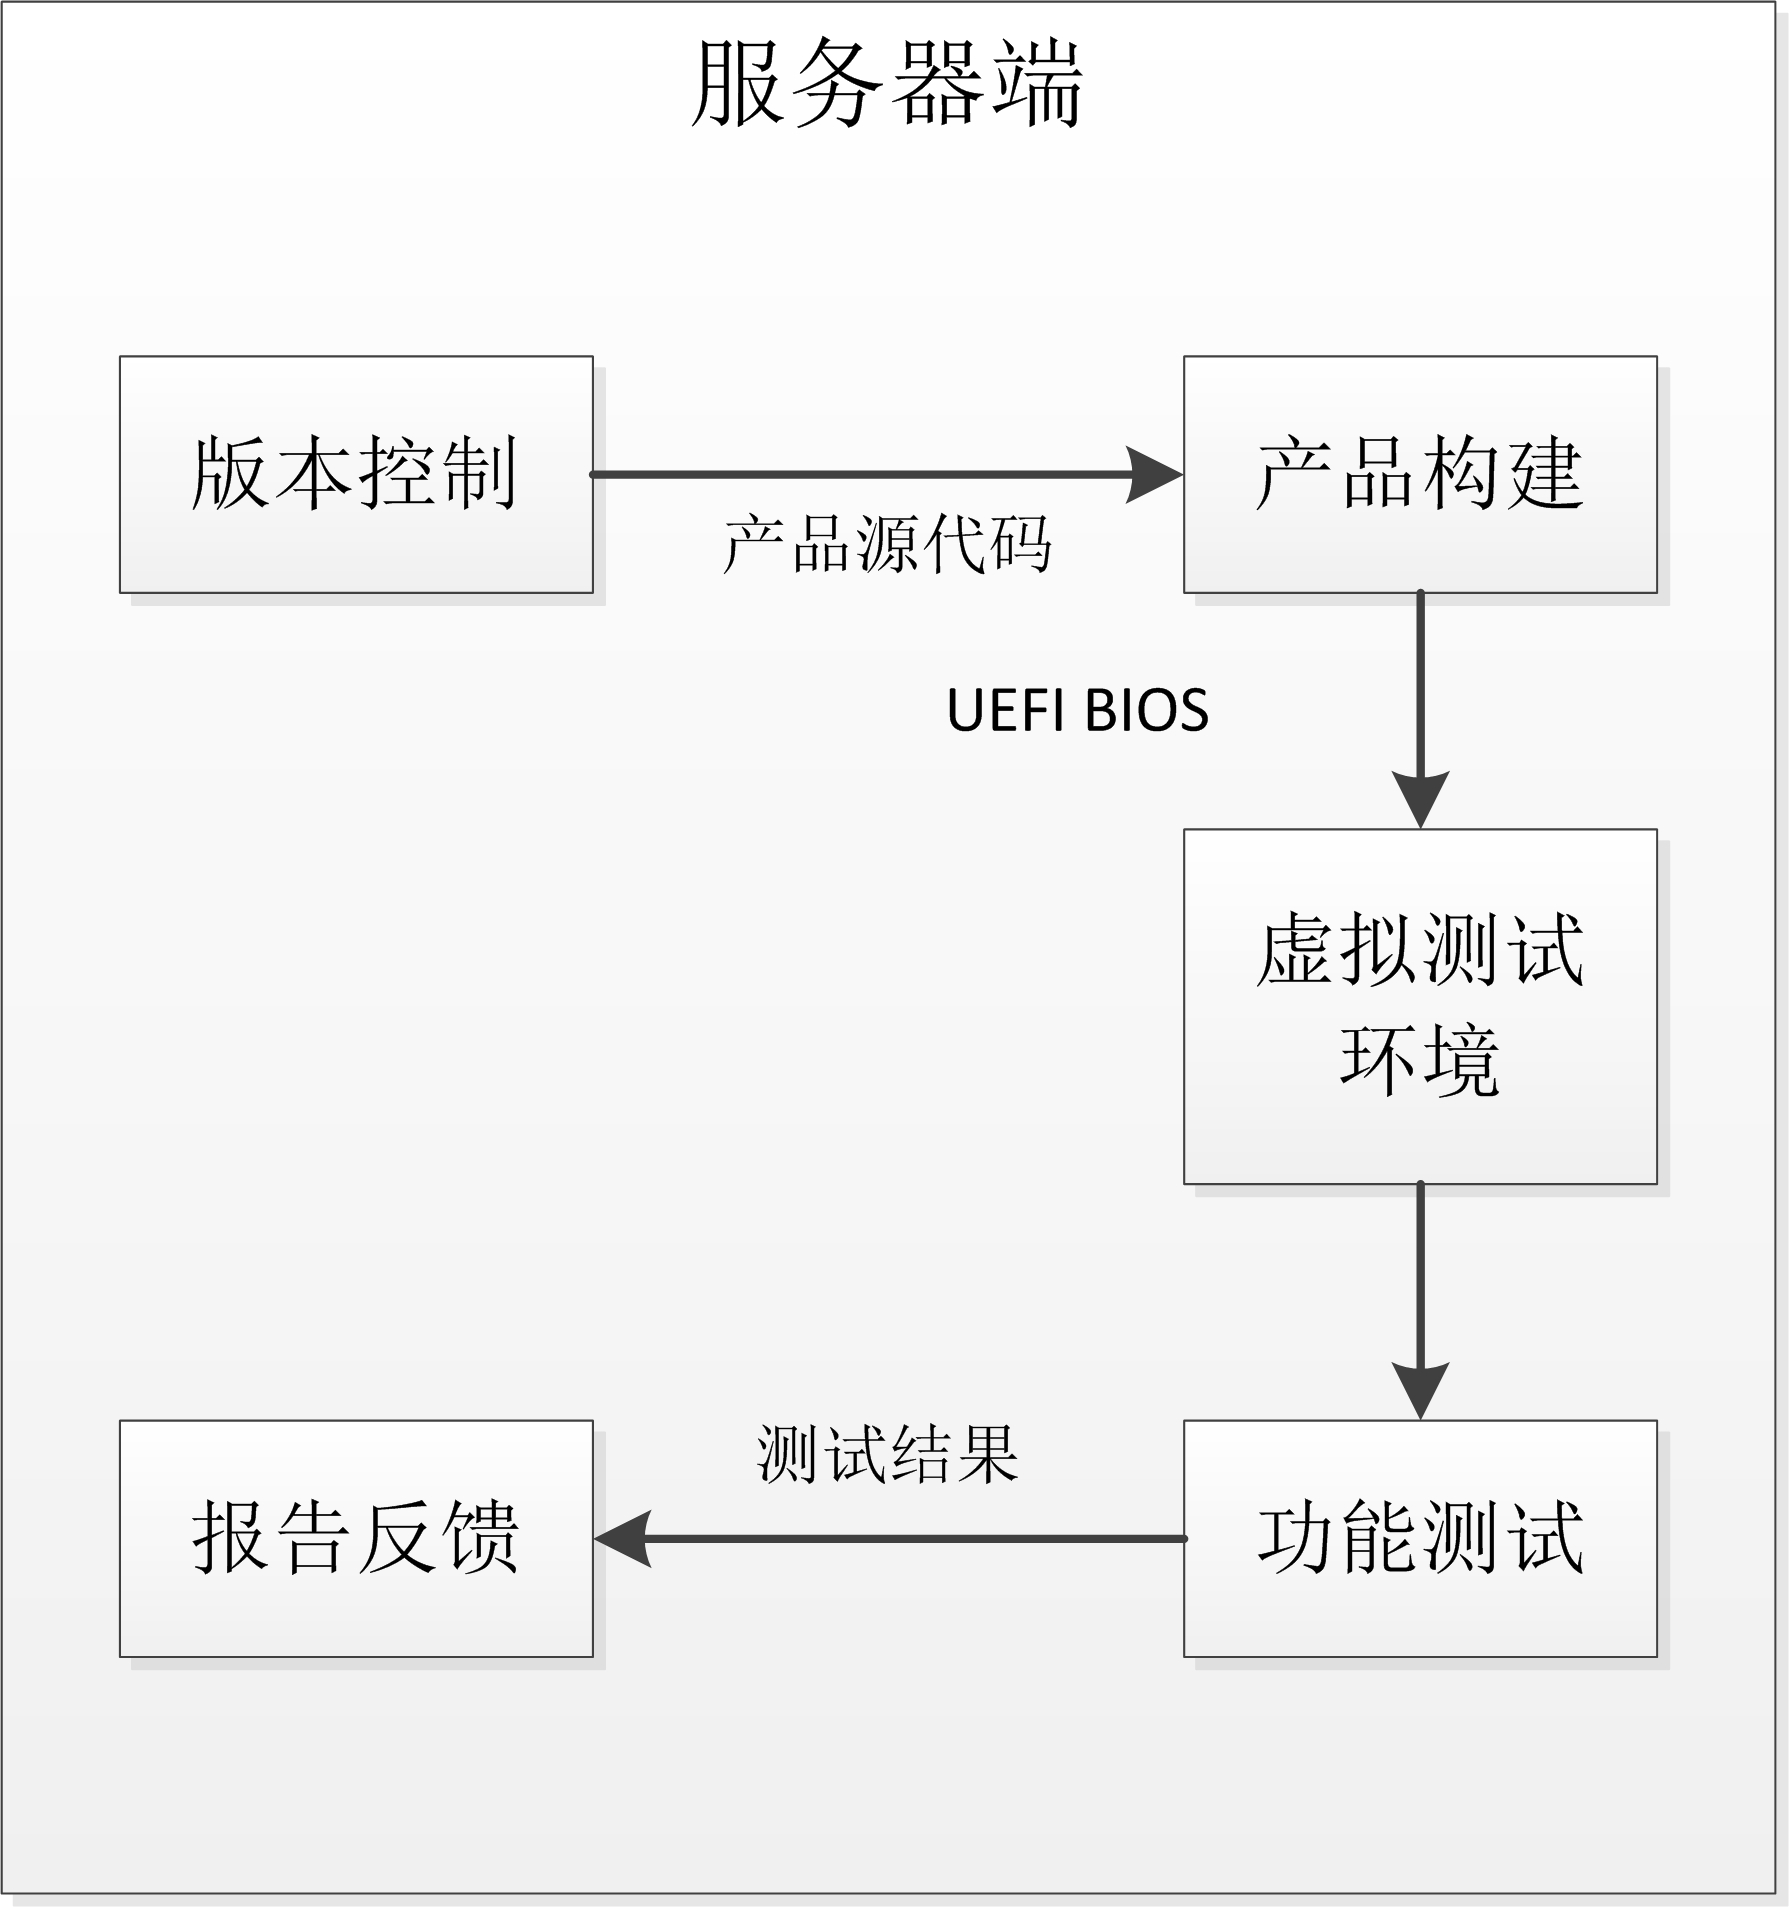 服务器端
版本控制
产品源代码
产品构建
UEFI BIOS
虚拟测试
环境
功能测试
测试结果
报告反馈